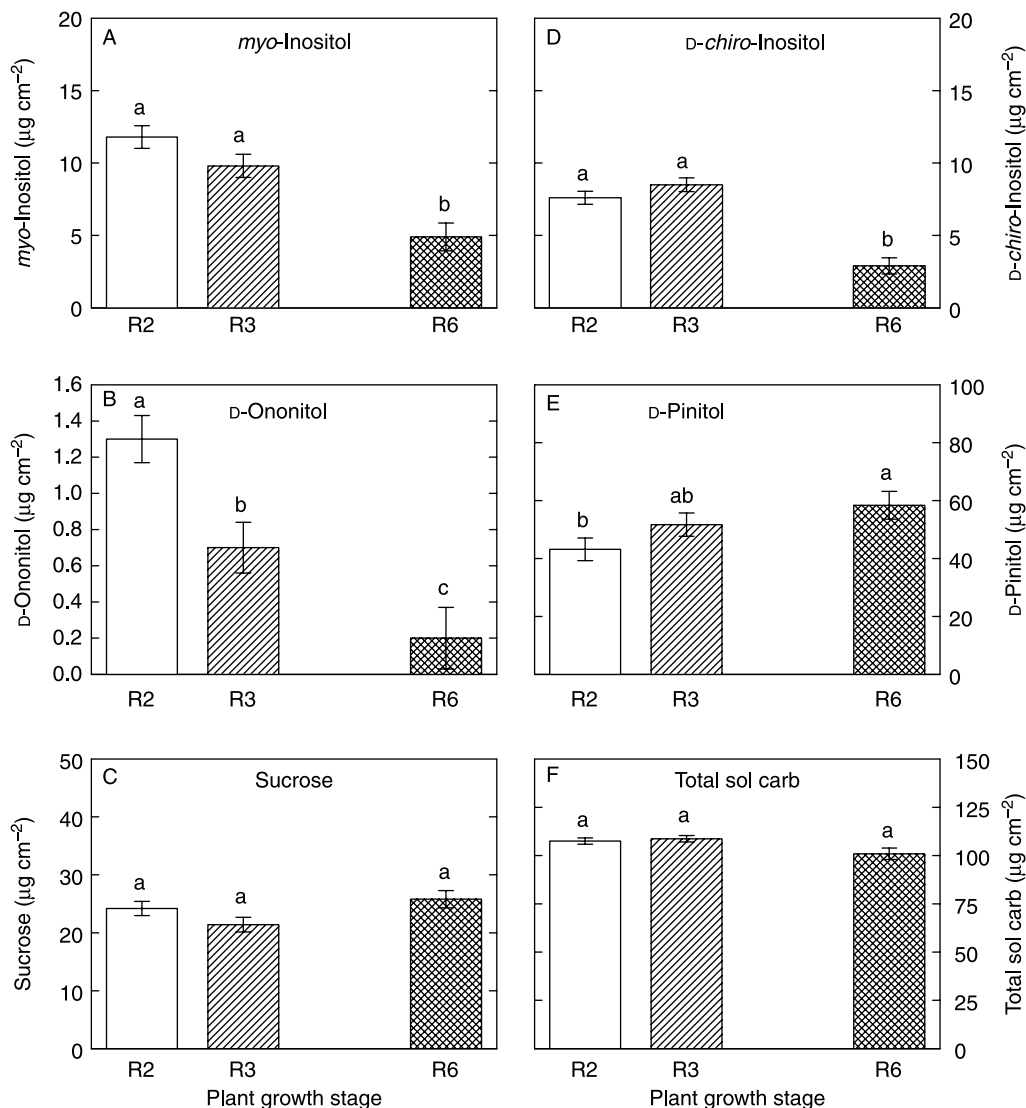 A
myo-Inositol
myo-Inositol (µg cm−2)
20
15
10
5
0
a
a
b
R2
R3
R6
D
D-chiro-Inositol
D-chiro-Inositol (µg cm−2)
20
15
10
5
0
20
15
10
5
0
a
a
b
R2
R3
R6
B
D-Ononitol
D-Ononitol (µg cm−2)
1.6
1.4
1.2
1.0
0.8
0.6
0.4
0.2
0.0
a
b
c
R2
R3
R6
E
D-Pinitol
D-Pinitol (µg cm−2)
100
80
60
40
20
0
b
ab
a
R2
R3
R6
C
Sucrose
Sucrose (µg cm−2)
50
40
30
20
10
0
a
a
a
R2
R3
R6
Plant growth stage
F
Total sol carb
Total sol carb (µg cm−2)
150
125
100
75
50
25
0
a
a
a
R2
R3
R6
Plant growth stage